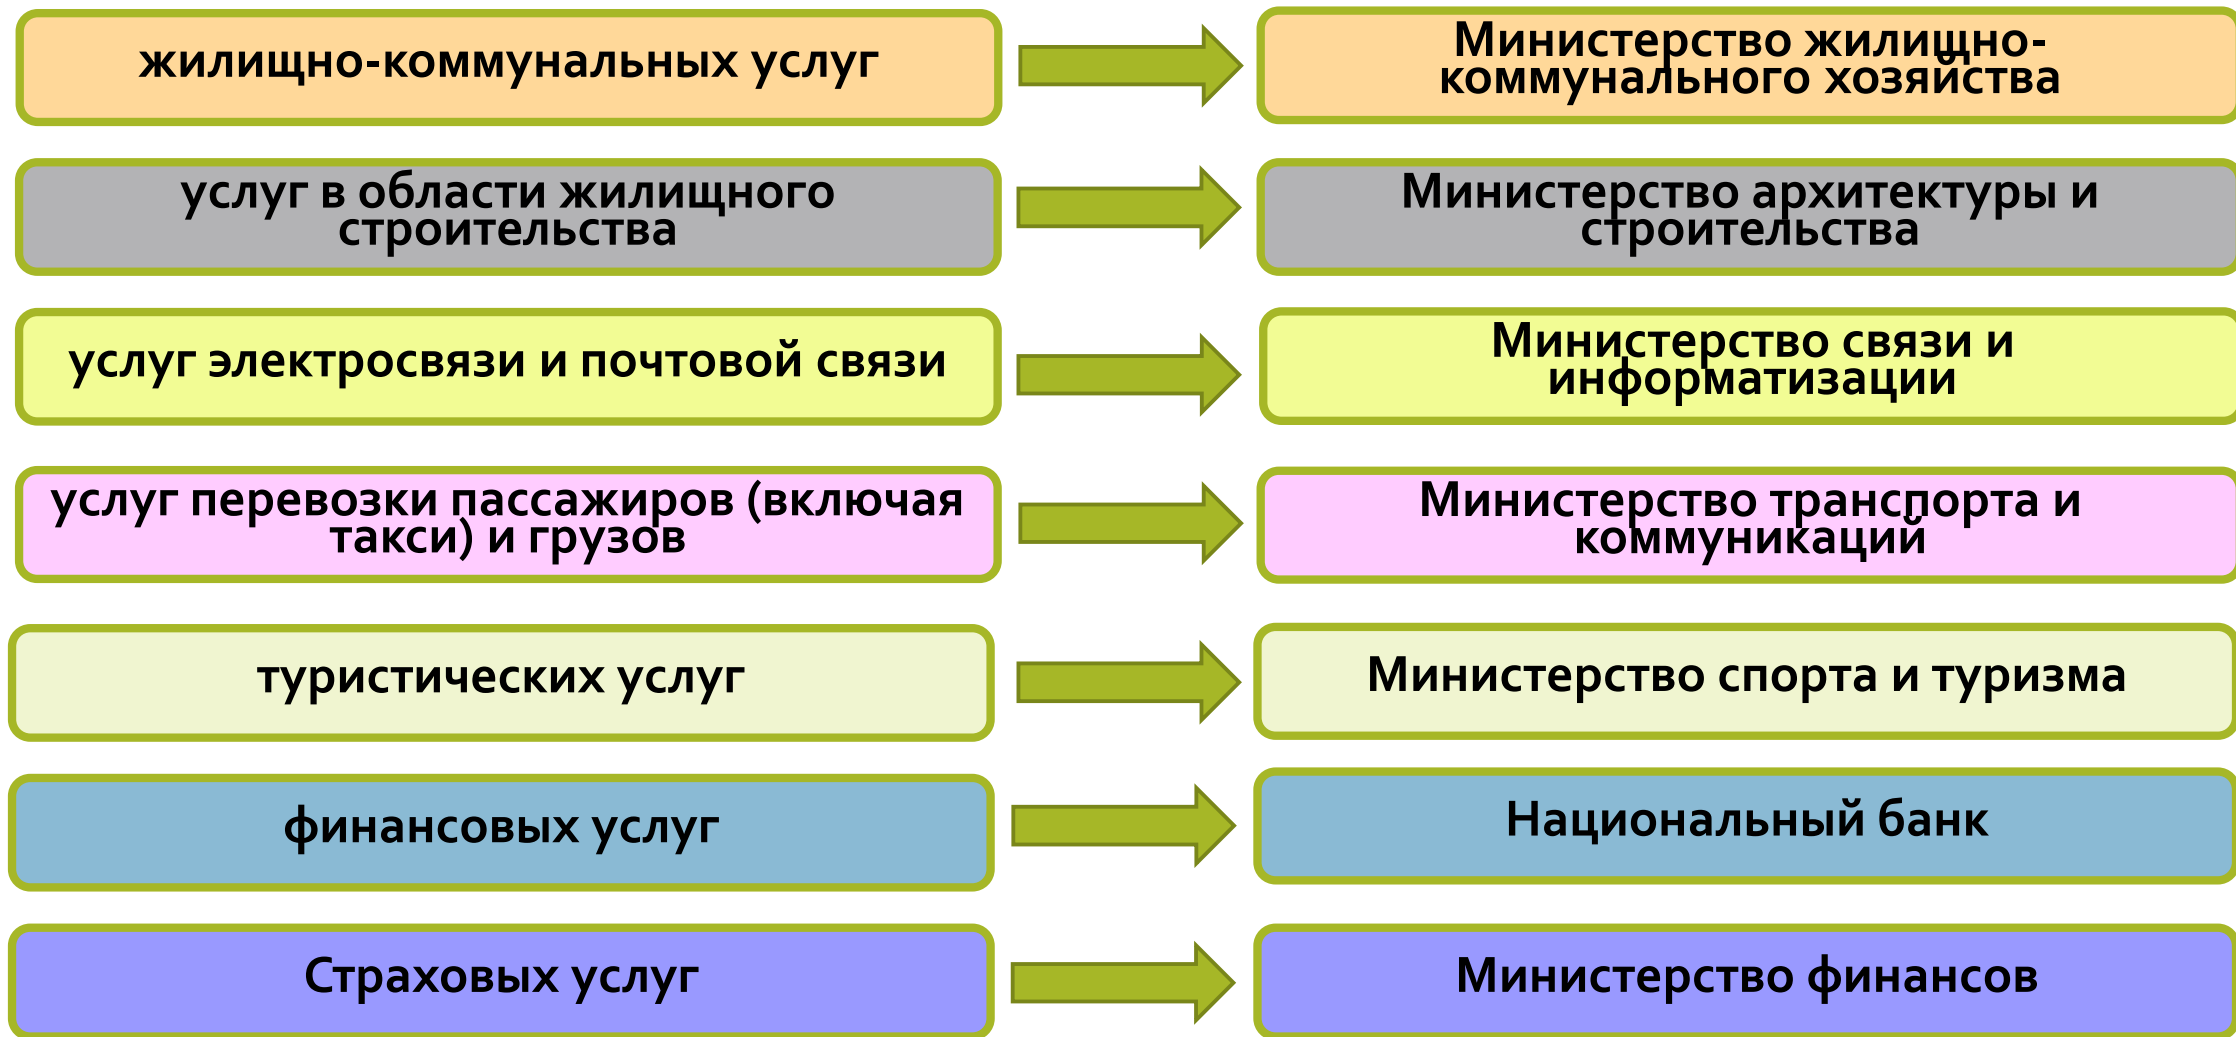 жилищно-коммунальных услуг
Министерство жилищно-
коммунального хозяйства
услуг в области жилищного
строительства
Министерство архитектуры и
строительства
услуг электросвязи и почтовой связи
Министерство связи и
информатизации
услуг перевозки пассажиров (включая
такси) и грузов
Министерство транспорта и
коммуникаций
туристических услуг
Министерство спорта и туризма
финансовых услуг
Национальный банк
Страховых услуг
Министерство финансов